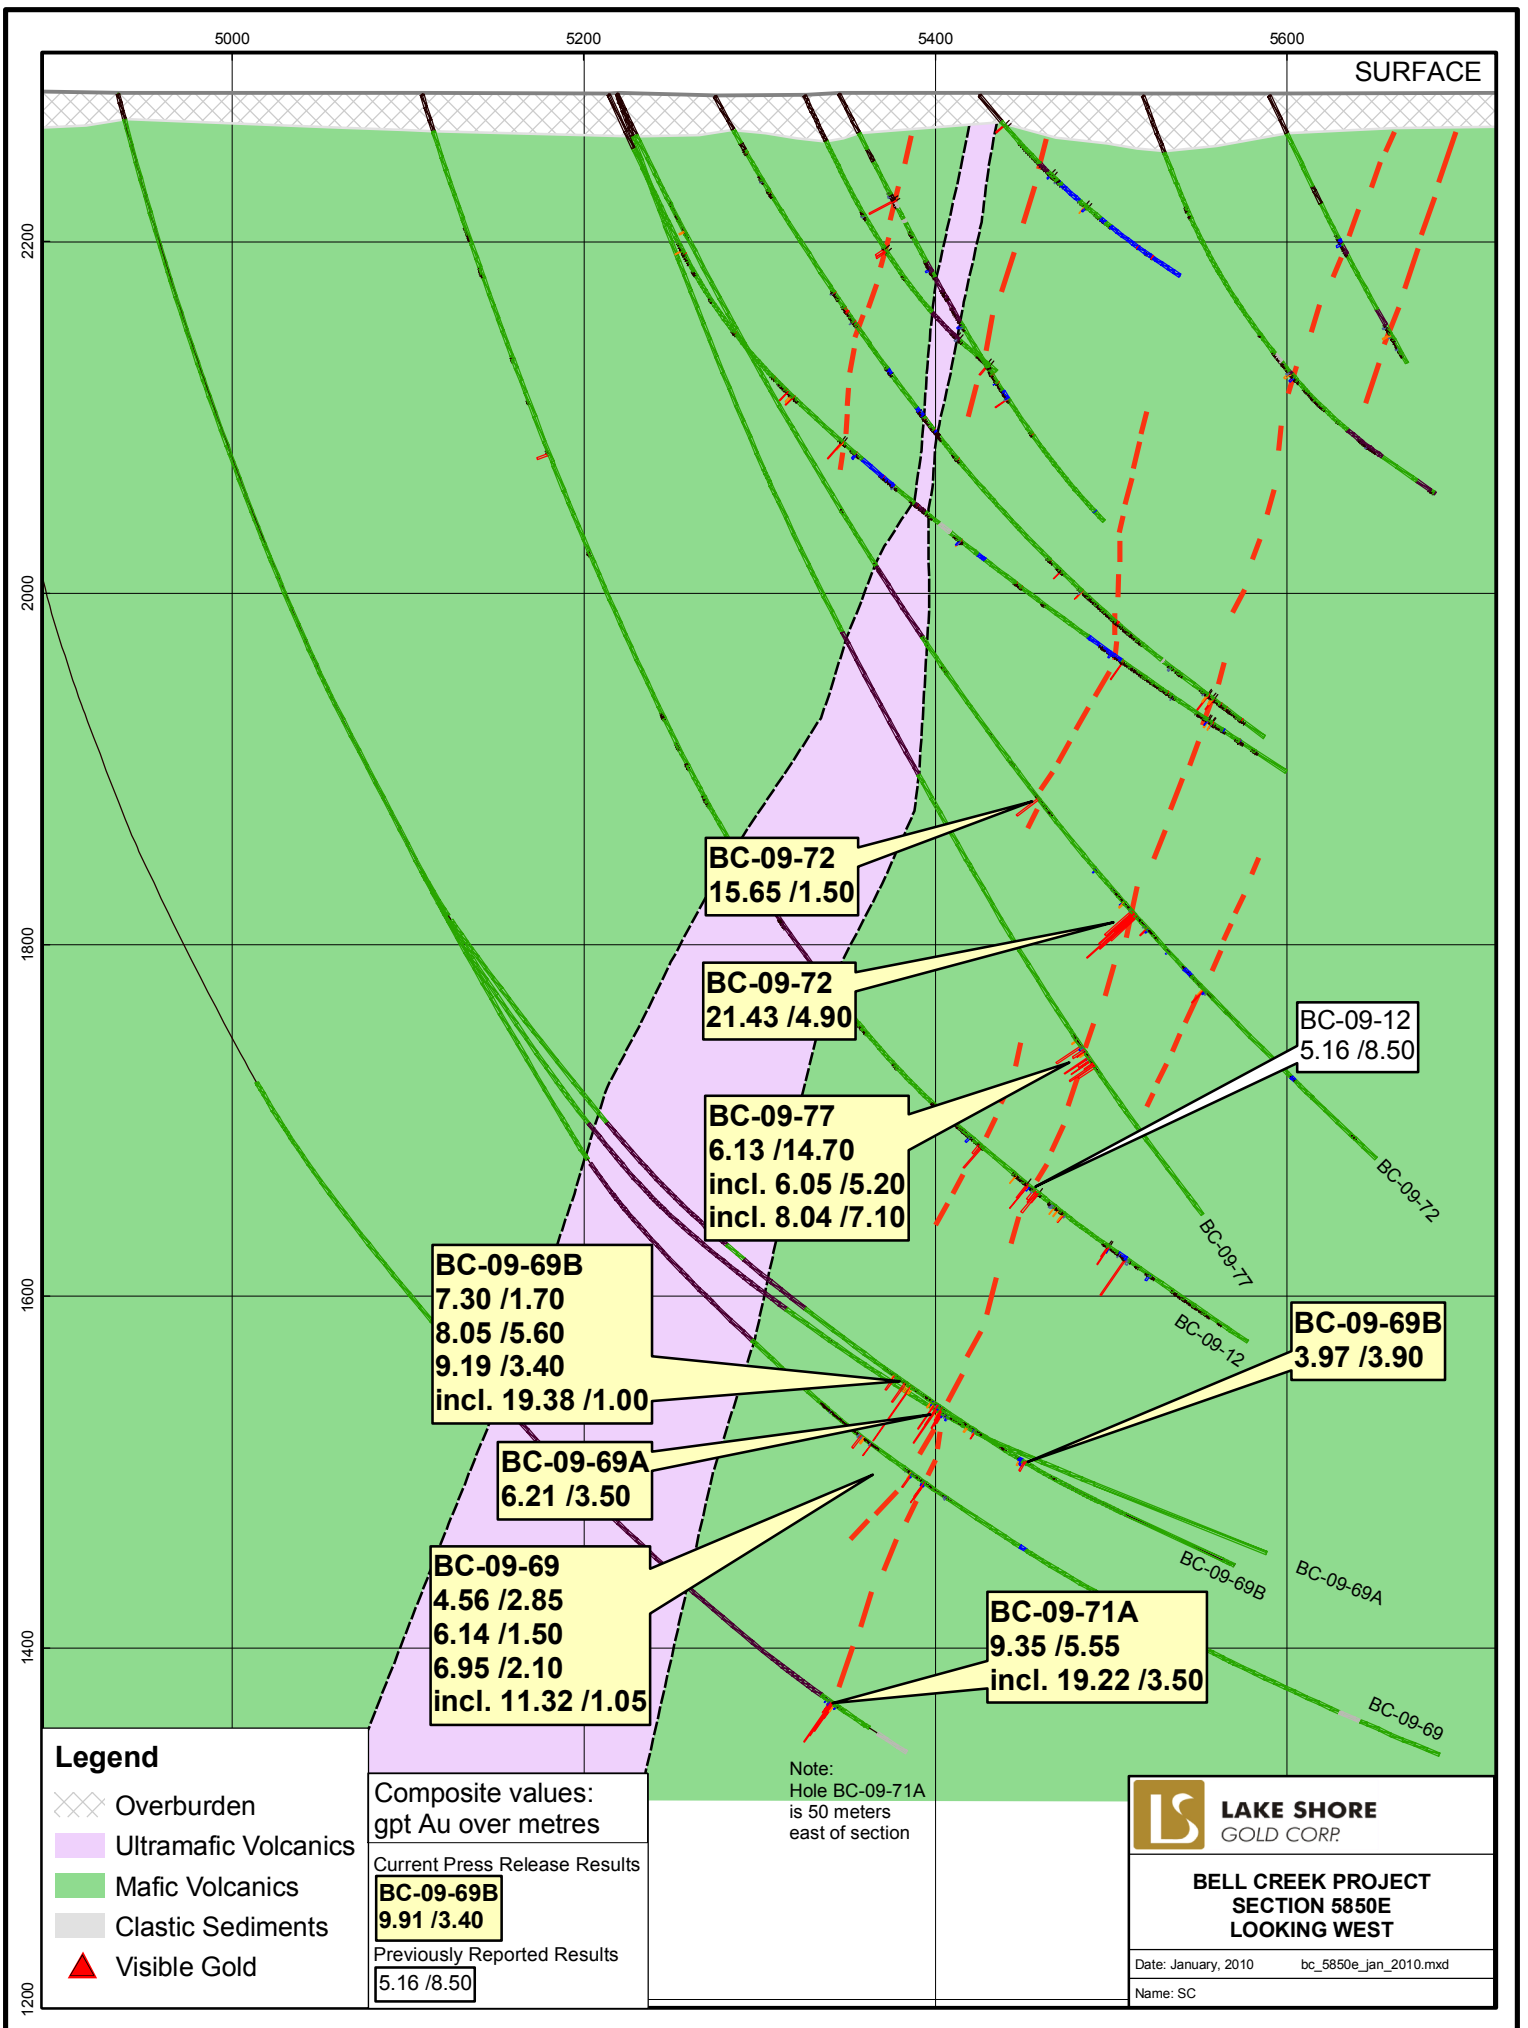 5000
5200
5400
5600
SURFACE
2200
2000
1800
1600
1400
1200
BC-09-72
15.65 /1.50
BC-09-72
21.43 /4.90
BC-09-12
5.16 /8.50
BC-09-77
6.13 /14.70
incl. 6.05 /5.20
incl. 8.04 /7.10
BC-09-72
BC-09-77
BC-09-12
BC-09-69B
7.30 /1.70
8.05 /5.60
9.19 /3.40
incl. 19.38 /1.00
BC-09-69B
3.97 /3.90
BC-09-69A
6.21 /3.50
BC-09-69B
BC-09-69A
BC-09-69
4.56 /2.85
6.14 /1.50
6.95 /2.10
incl. 11.32 /1.05
BC-09-71A
9.35 /5.55
incl. 19.22 /3.50
BC-09-69
Note:
Hole BC-09-71A
is 50 meters
east of section
Legend
Overburden
Ultramafic Volcanics
Mafic Volcanics
Clastic Sediments
Visible Gold
Composite values:
gpt Au over metres
Current Press Release Results
BC-09-69B
9.91 /3.40
Previously Reported Results
5.16 /8.50
LS
LAKE SHORE
GOLD CORP.
BELL CREEK PROJECT
SECTION 5850E
LOOKING WEST
Date: January, 2010 bc_5850e_jan_2010.mxd
Name: SC